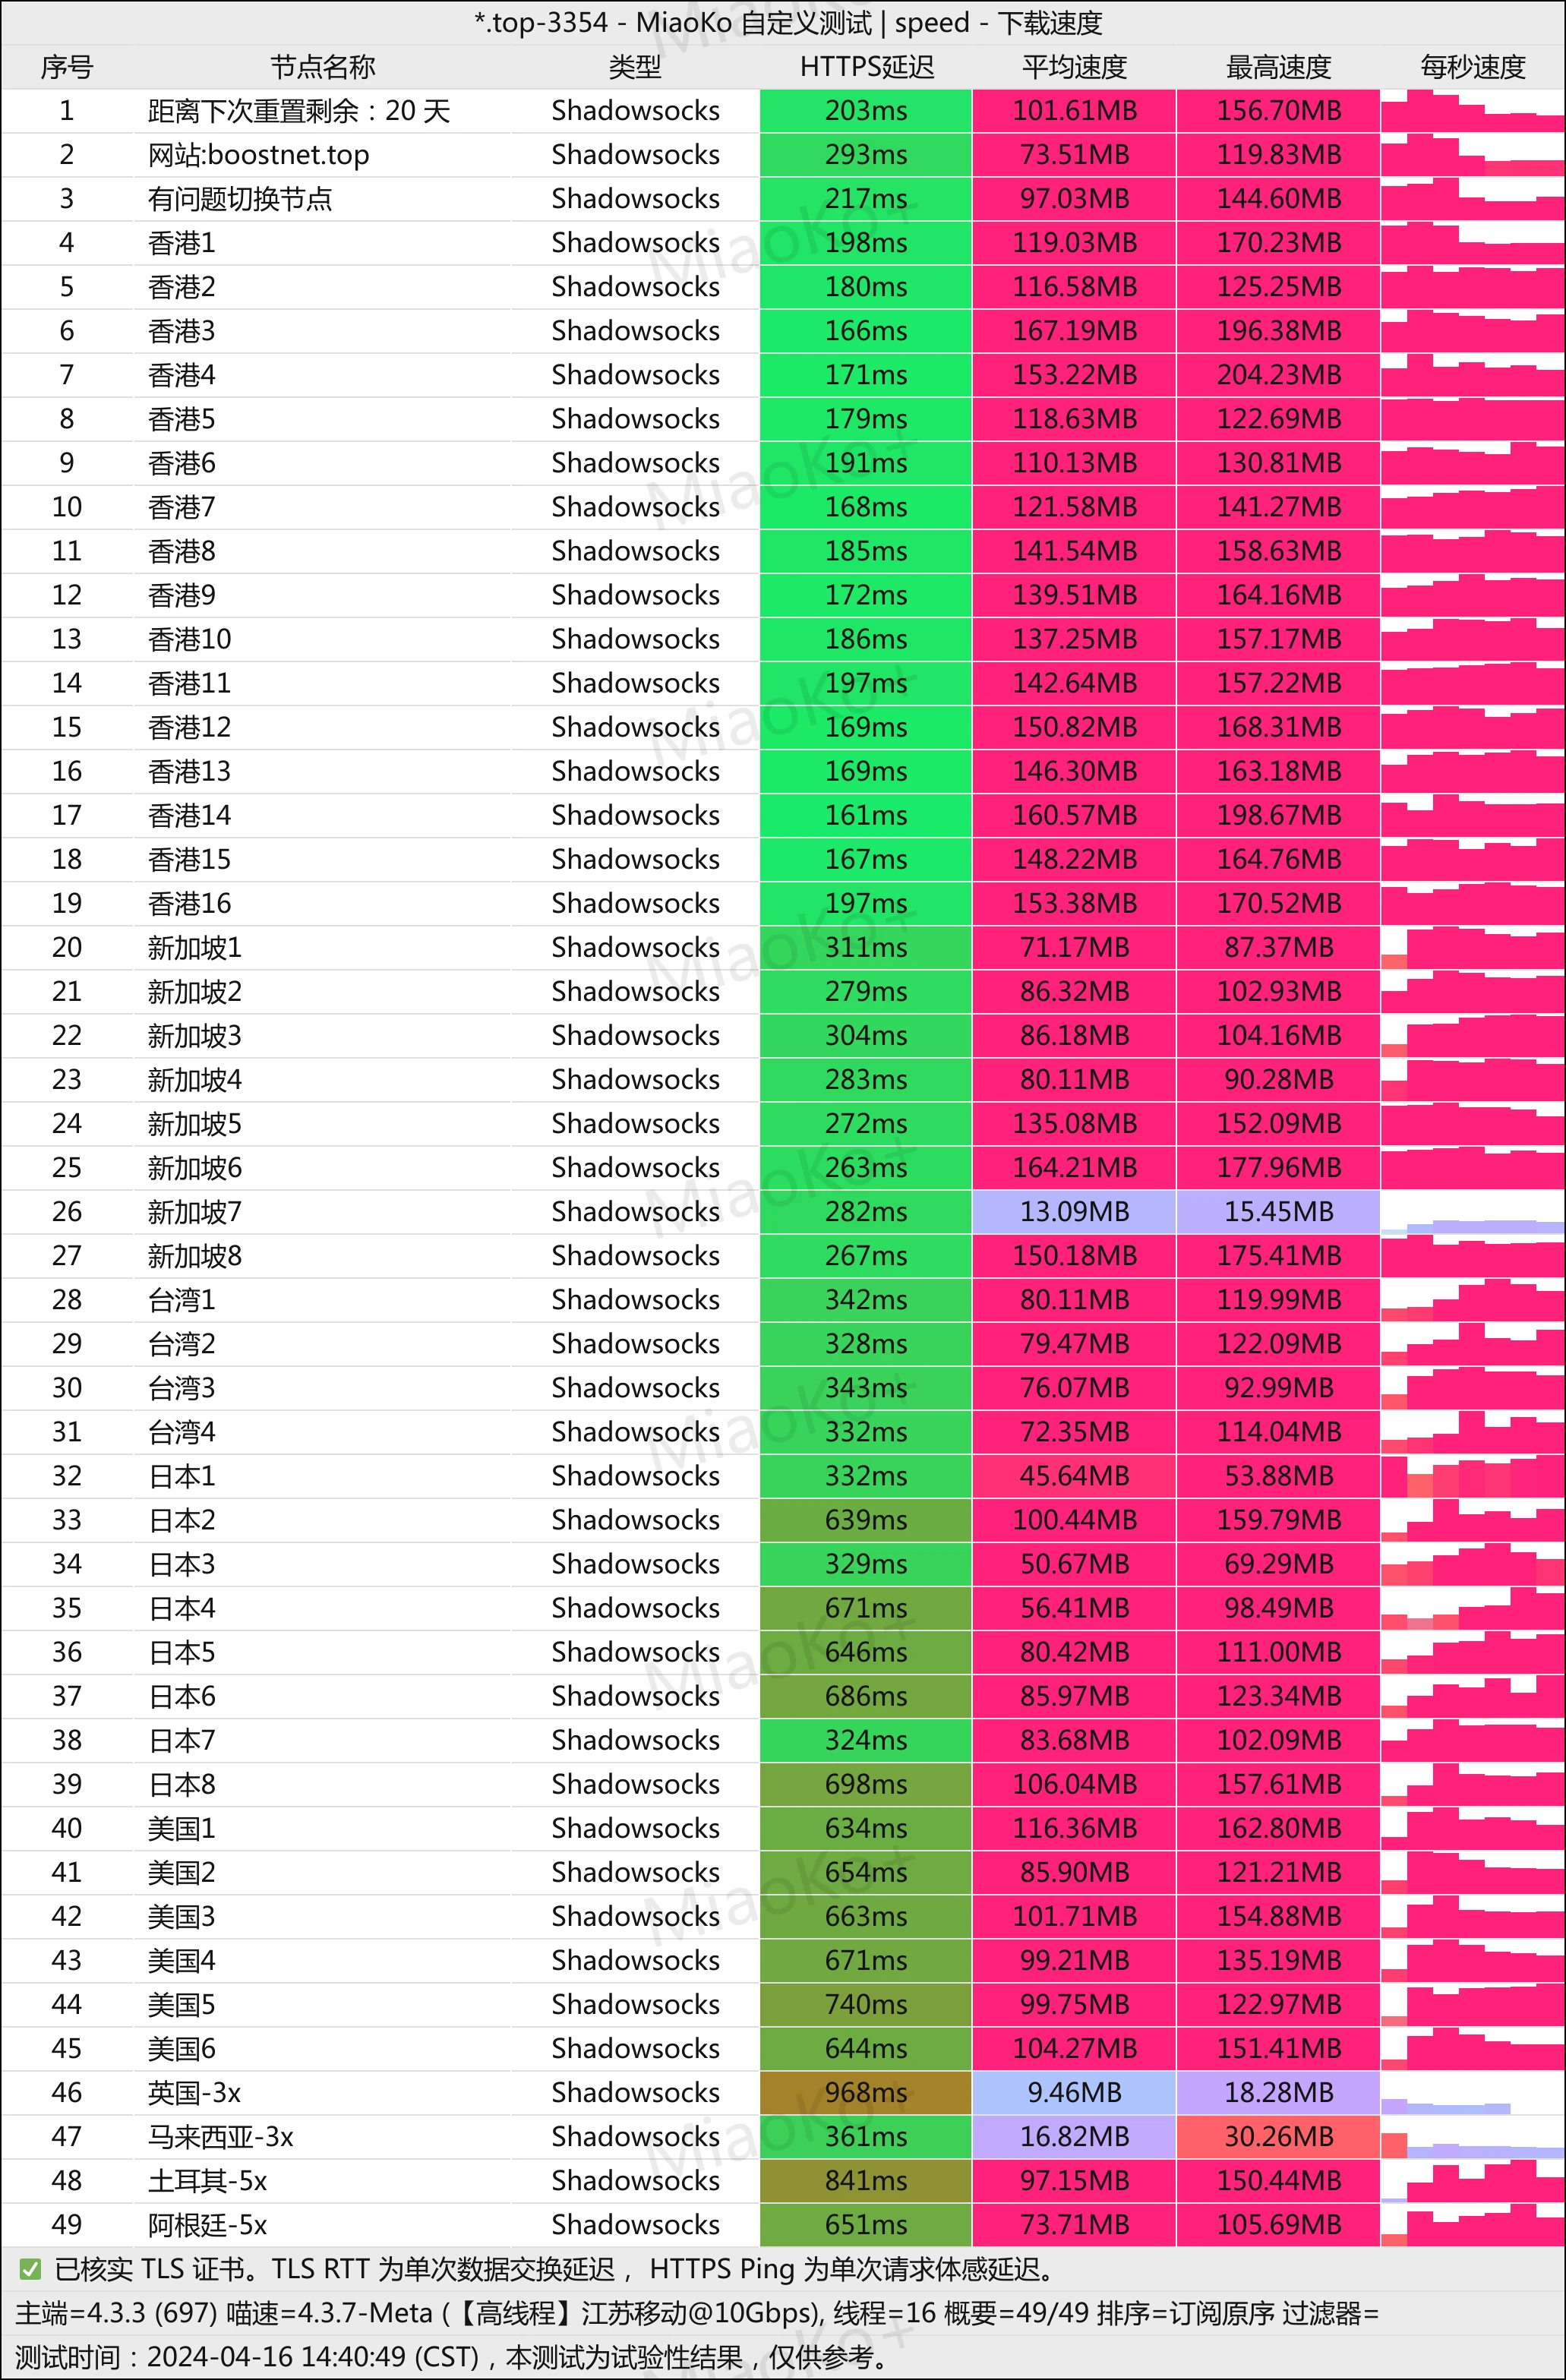 *.top-3354 - MiaoKo 自定义测试 | speed - 下载速度
序号 节点名称 类型 HTTPS延迟 平均速度 最高速度 每秒速度
1 距离下次重置剩余：20 天 Shadowsocks 203ms 101.61MB 156.70MB
2 网站:boostnet.top Shadowsocks 293ms 73.51MB 119.83MB
3 有问题切换节点 Shadowsocks 217ms 97.03MB 144.60MB
4 香港1 Shadowsocks 198ms 119.03MB 170.23MB
5 香港2 Shadowsocks 180ms 116.58MB 125.25MB
6 香港3 Shadowsocks 166ms 167.19MB 196.38MB
7 香港4 Shadowsocks 171ms 153.22MB 204.23MB
8 香港5 Shadowsocks 179ms 118.63MB 122.69MB
9 香港6 Shadowsocks 191ms 110.13MB 130.81MB
10 香港7 Shadowsocks 168ms 121.58MB 141.27MB
11 香港8 Shadowsocks 185ms 141.54MB 158.63MB
12 香港9 Shadowsocks 172ms 139.51MB 164.16MB
13 香港10 Shadowsocks 186ms 137.25MB 157.17MB
14 香港11 Shadowsocks 197ms 142.64MB 157.22MB
15 香港12 Shadowsocks 169ms 150.82MB 168.31MB
16 香港13 Shadowsocks 169ms 146.30MB 163.18MB
17 香港14 Shadowsocks 161ms 160.57MB 198.67MB
18 香港15 Shadowsocks 167ms 148.22MB 164.76MB
19 香港16 Shadowsocks 197ms 153.38MB 170.52MB
20 新加坡1 Shadowsocks 311ms 71.17MB 87.37MB
21 新加坡2 Shadowsocks 279ms 86.32MB 102.93MB
22 新加坡3 Shadowsocks 304ms 86.18MB 104.16MB
23 新加坡4 Shadowsocks 283ms 80.11MB 90.28MB
24 新加坡5 Shadowsocks 272ms 135.08MB 152.09MB
25 新加坡6 Shadowsocks 263ms 164.21MB 177.96MB
26 新加坡7 Shadowsocks 282ms 13.09MB 15.45MB
27 新加坡8 Shadowsocks 267ms 150.18MB 175.41MB
28 台湾1 Shadowsocks 342ms 80.11MB 119.99MB
29 台湾2 Shadowsocks 328ms 79.47MB 122.09MB
30 台湾3 Shadowsocks 343ms 76.07MB 92.99MB
31 台湾4 Shadowsocks 332ms 72.35MB 114.04MB
32 日本1 Shadowsocks 332ms 45.64MB 53.88MB
33 日本2 Shadowsocks 639ms 100.44MB 159.79MB
34 日本3 Shadowsocks 329ms 50.67MB 69.29MB
35 日本4 Shadowsocks 671ms 56.41MB 98.49MB
36 日本5 Shadowsocks 646ms 80.42MB 111.00MB
37 日本6 Shadowsocks 686ms 85.97MB 123.34MB
38 日本7 Shadowsocks 324ms 83.68MB 102.09MB
39 日本8 Shadowsocks 698ms 106.04MB 157.61MB
40 美国1 Shadowsocks 634ms 116.36MB 162.80MB
41 美国2 Shadowsocks 654ms 85.90MB 121.21MB
42 美国3 Shadowsocks 663ms 101.71MB 154.88MB
43 美国4 Shadowsocks 671ms 99.21MB 135.19MB
44 美国5 Shadowsocks 740ms 99.75MB 122.97MB
45 美国6 Shadowsocks 644ms 104.27MB 151.41MB
46 英国-3x Shadowsocks 968ms 9.46MB 18.28MB
47 马来西亚-3x Shadowsocks 361ms 16.82MB 30.26MB
48 土耳其-5x Shadowsocks 841ms 97.15MB 150.44MB
49 阿根廷-5x Shadowsocks 651ms 73.71MB 105.69MB
✅ 已核实 TLS 证书。TLS RTT 为单次数据交换延迟，HTTPS Ping 为单次请求体感延迟。
主端=4.3.3 (697) 喵速=4.3.7-Meta (【高线程】江苏移动@10Gbps), 线程=16 概要=49/49 排序=订阅原序 过滤器=
测试时间：2024-04-16 14:40:49 (CST)，本测试为试验性结果，仅供参考。